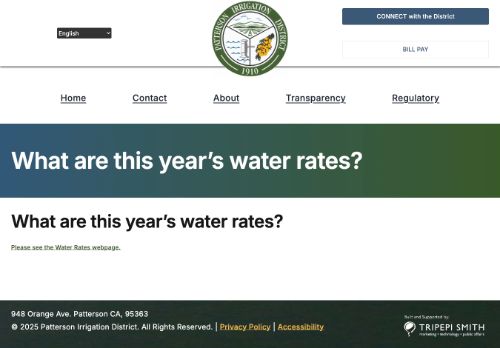 English
PATTERSON IRRIGATION DISTRICT
1910
CONNECT with the District
BILL PAY
Home
Contact
About
Transparency
Regulatory
What are this year’s water rates?
What are this year’s water rates?
Please see the Water Rates webpage.
948 Orange Ave. Patterson CA, 95363
© 2025 Patterson Irrigation District. All Rights Reserved. | Privacy Policy | Accessibility
Built and Supported by:
TRIPEPI SMITH
marketing • technology • public affairs